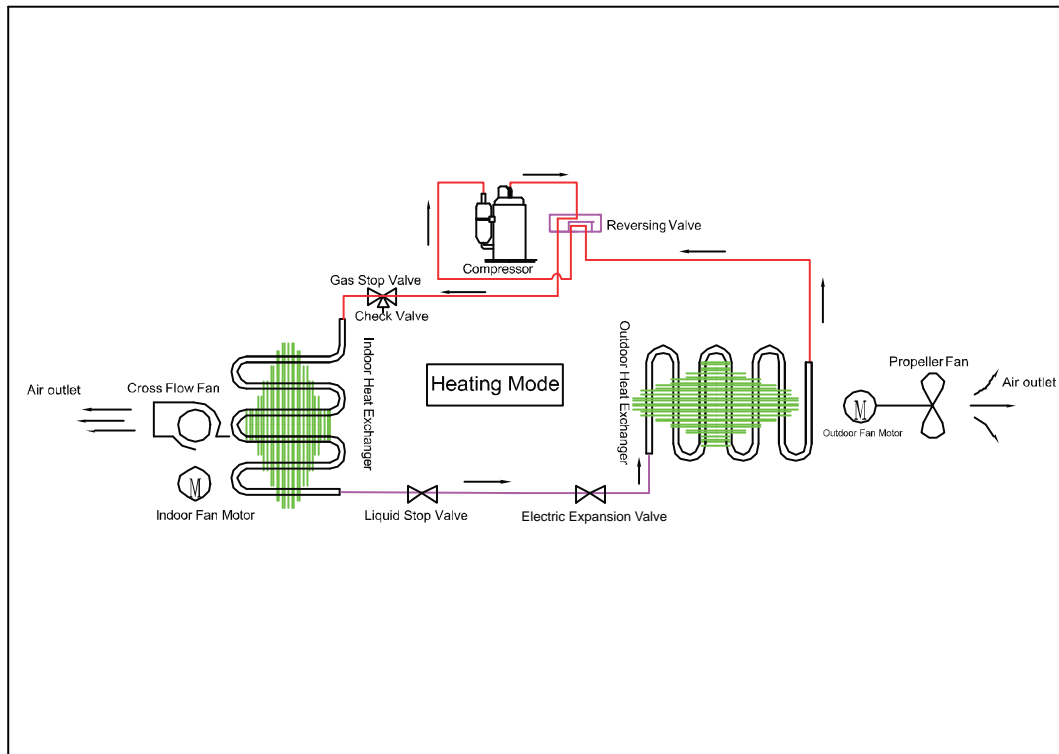 Reversing Valve
Compressor
Gas Stop Valve
Check Valve
Indoor Heat Exchanger
Outdoor Heat Exchanger
Heating Mode
Air outlet
Cross Flow Fan
M
Indoor Fan Motor
Liquid Stop Valve
Electric Expansion Valve
Propeller Fan
Air outlet
M
Outdoor Fan Motor